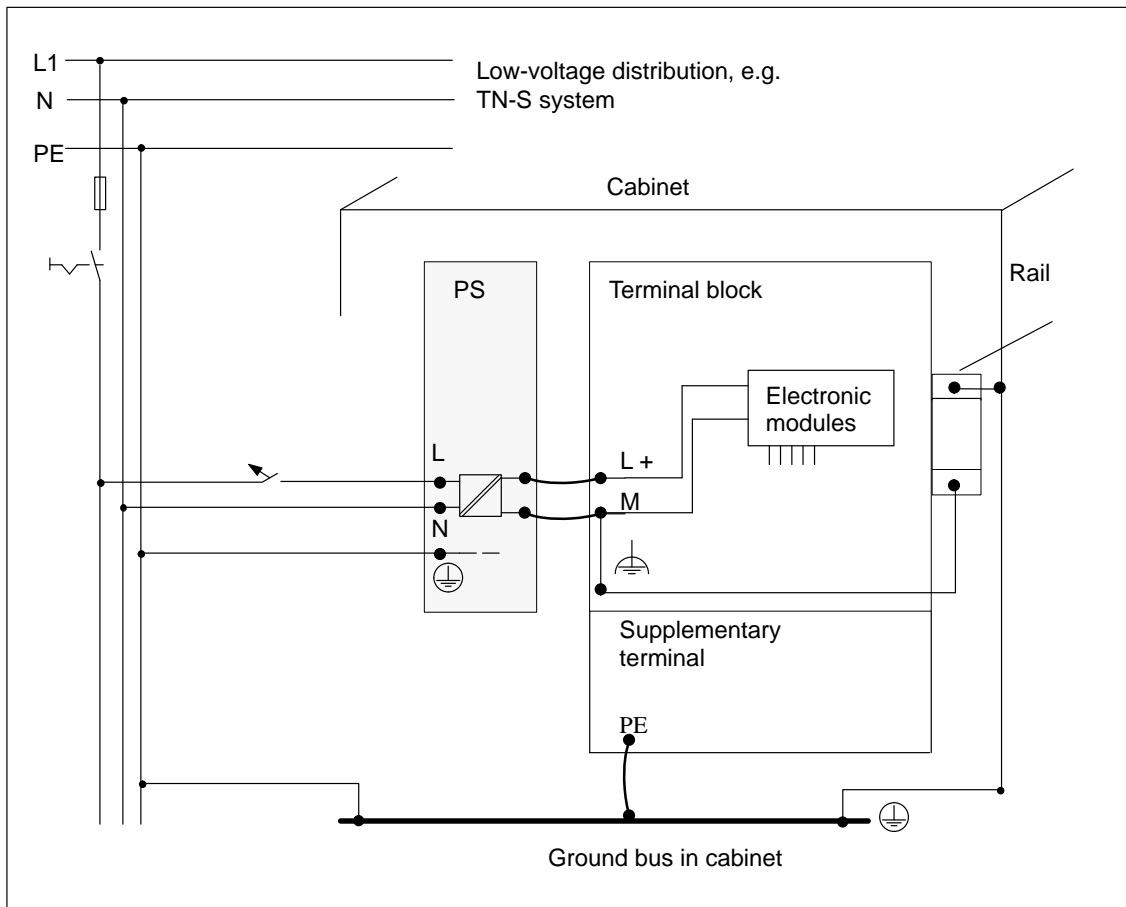 L1
Low-voltage distribution, e.g.
N
TN-S system
PE
Cabinet
Rail
PS
Terminal block
Electronic
modules
L
L +
M
N
Supplementary
terminal
PE
Ground bus in cabinet